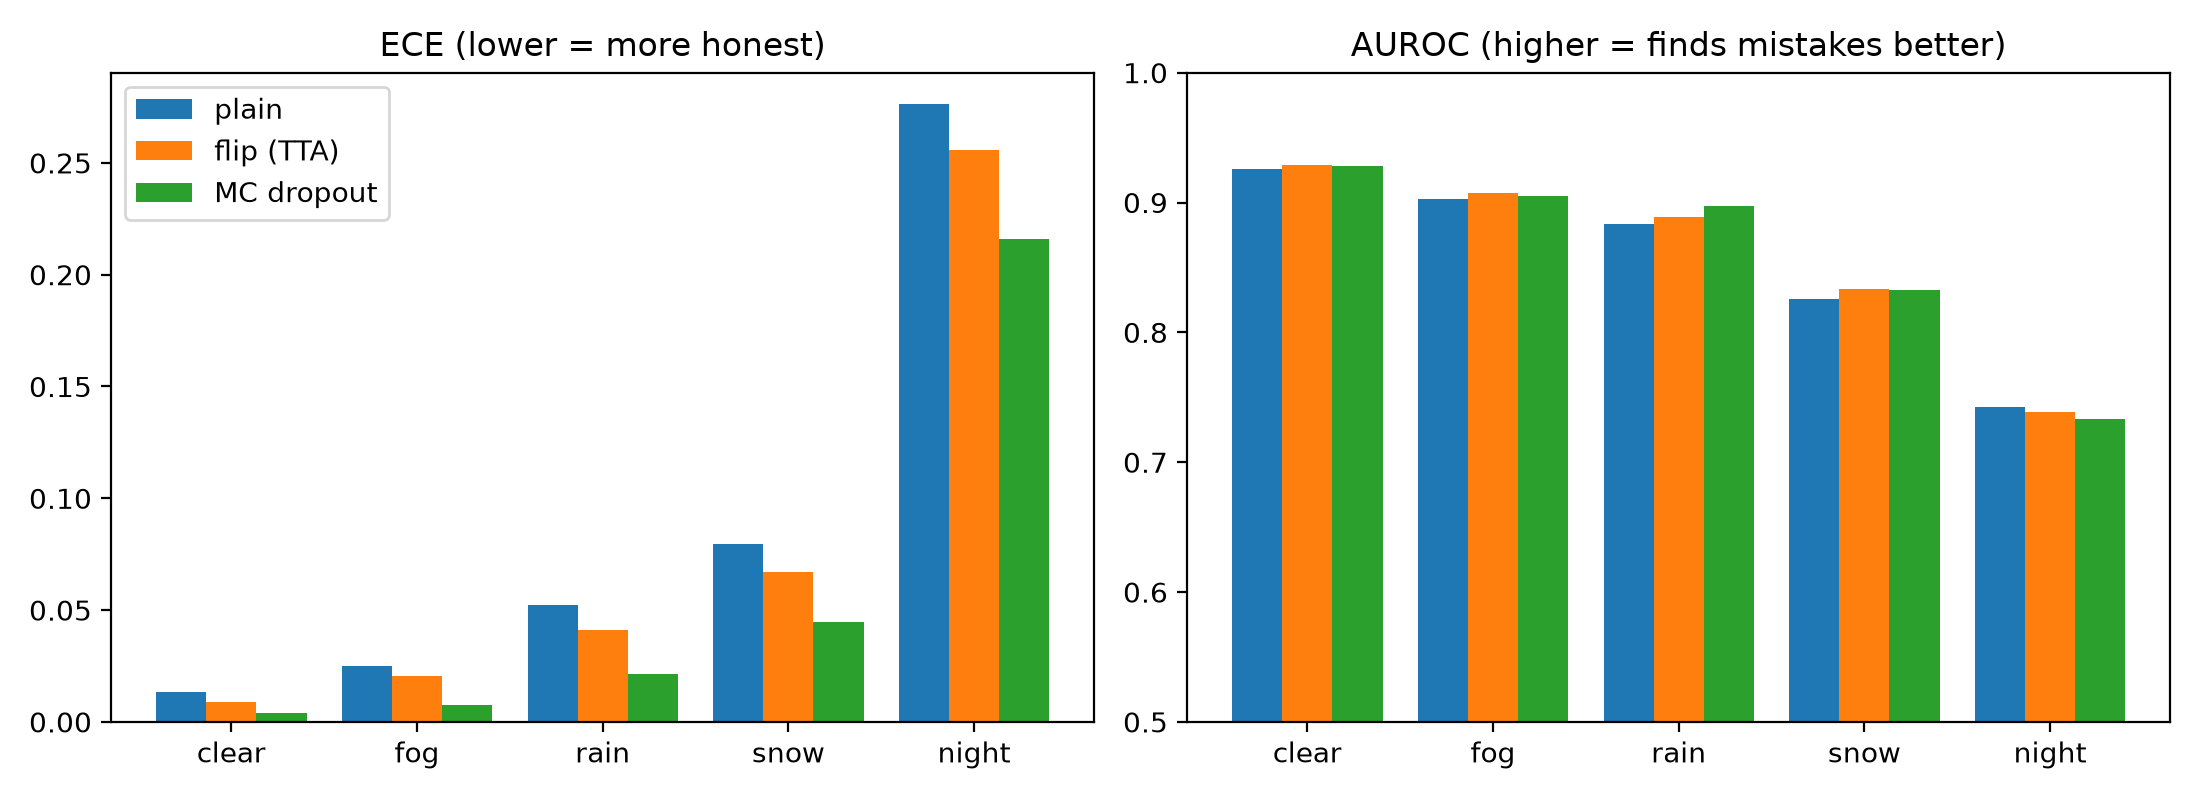 ECE (lower = more honest)
plain
flip (TTA)
MC dropout
0.25
0.20
0.15
0.10
0.05
0.00
clear fog rain snow night
AUROC (higher = finds mistakes better)
1.0
0.9
0.8
0.7
0.6
0.5
clear fog rain snow night